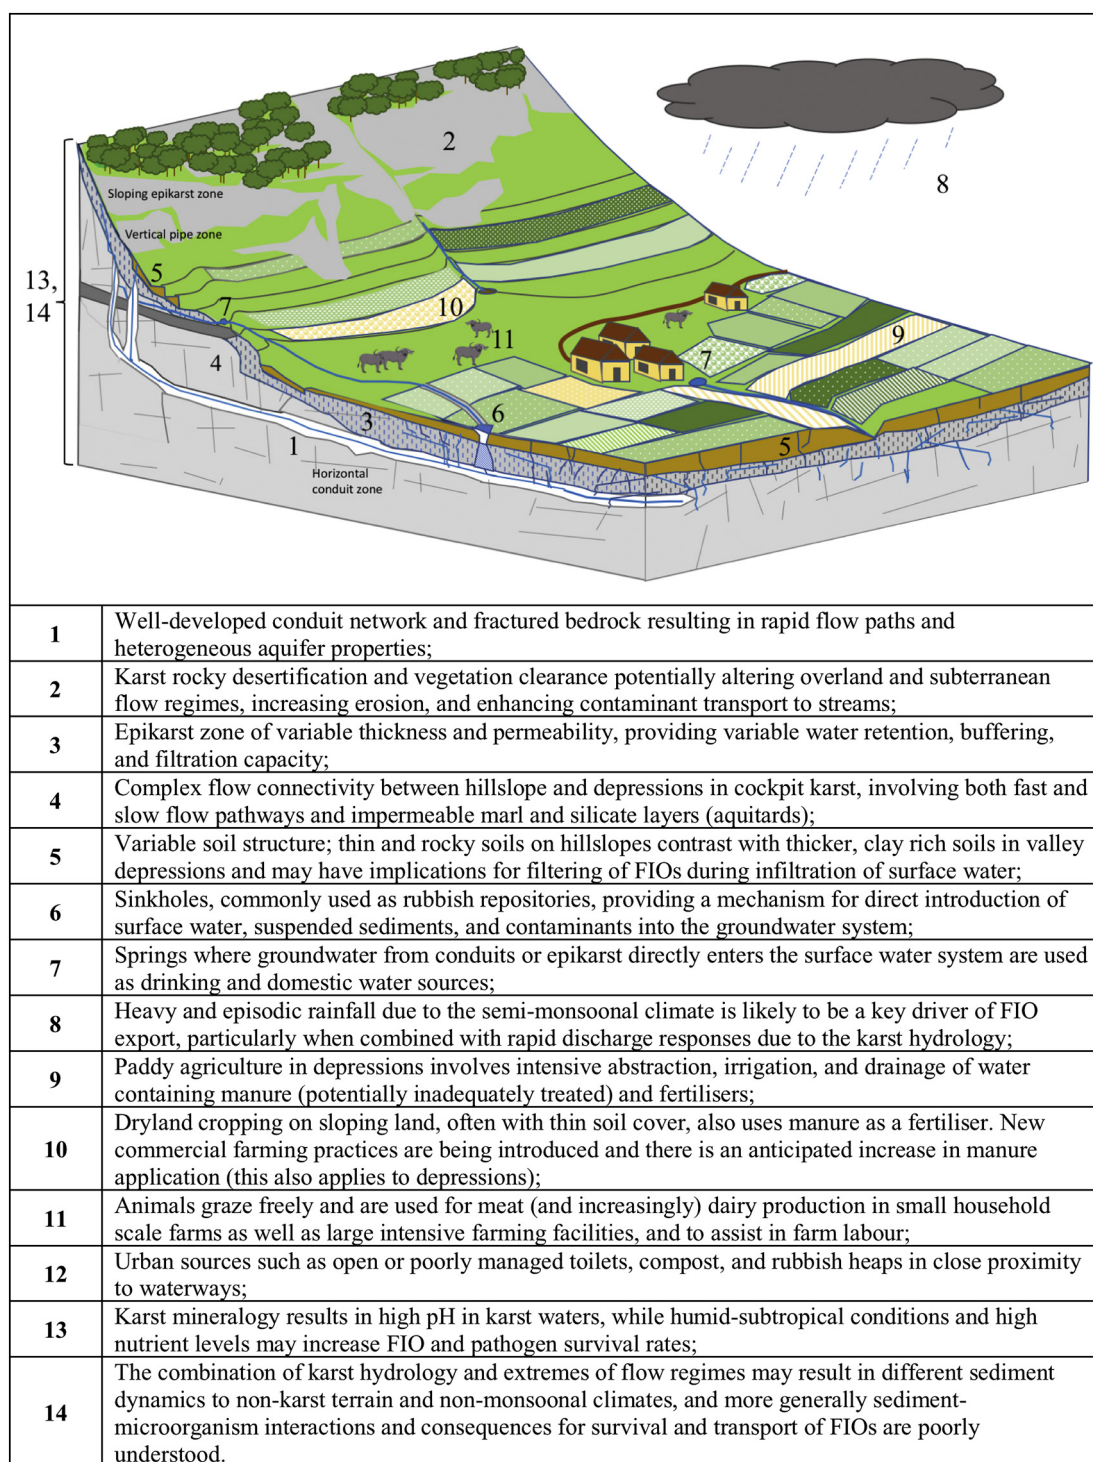 2
8
Sloping epikarst zone
Vertical pipe zone
5
13,
14
7
10
11
9
4
7
6
3
5
1
Horizontal
conduit zone
1
Well-developed conduit network and fractured bedrock resulting in rapid flow paths and
heterogeneous aquifer properties;
2
Karst rocky desertification and vegetation clearance potentially altering overland and subterranean
flow regimes, increasing erosion, and enhancing contaminant transport to streams;
3
Epikarst zone of variable thickness and permeability, providing variable water retention, buffering,
and filtration capacity;
4
Complex flow connectivity between hillslope and depressions in cockpit karst, involving both fast and
slow flow pathways and impermeable marl and silicate layers (aquitards);
5
Variable soil structure; thin and rocky soils on hillslopes contrast with thicker, clay rich soils in valley
depressions and may have implications for filtering of FIOs during infiltration of surface water;
6
Sinkholes, commonly used as rubbish repositories, providing a mechanism for direct introduction of
surface water, suspended sediments, and contaminants into the groundwater system;
7
Springs where groundwater from conduits or epikarst directly enters the surface water system are used
as drinking and domestic water sources;
8
Heavy and episodic rainfall due to the semi-monsoonal climate is likely to be a key driver of FIO
export, particularly when combined with rapid discharge responses due to the karst hydrology;
9
Paddy agriculture in depressions involves intensive abstraction, irrigation, and drainage of water
containing manure (potentially inadequately treated) and fertilisers;
10
Dryland cropping on sloping land, often with thin soil cover, also uses manure as a fertiliser. New
commercial farming practices are being introduced and there is an anticipated increase in manure
application (this also applies to depressions);
11
Animals graze freely and are used for meat (and increasingly) dairy production in small household
scale farms as well as large intensive farming facilities, and to assist in farm labour;
12
Urban sources such as open or poorly managed toilets, compost, and rubbish heaps in close proximity
to waterways;
13
Karst mineralogy results in high pH in karst waters, while humid-subtropical conditions and high
nutrient levels may increase FIO and pathogen survival rates;
14
The combination of karst hydrology and extremes of flow regimes may result in different sediment
dynamics to non-karst terrain and non-monsoonal climates, and more generally sediment-
microorganism interactions and consequences for survival and transport of FIOs are poorly
understood.